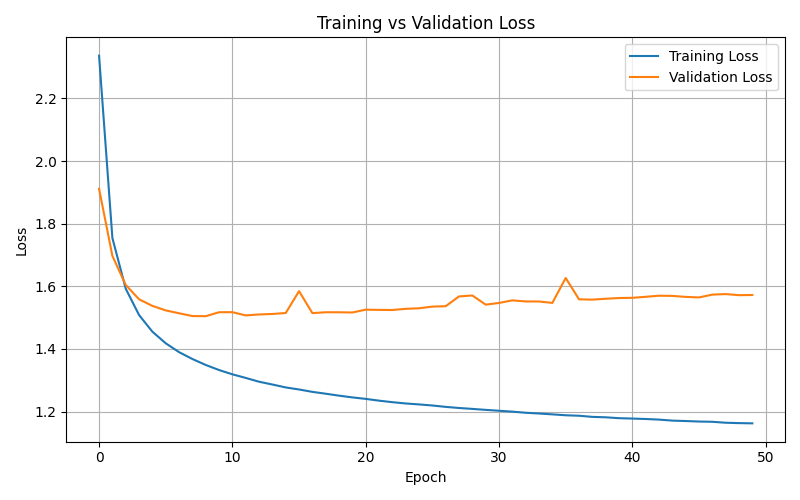 Training vs Validation Loss
Training Loss
Validation Loss
2.2
2.0
1.8
1.6
1.4
1.2
Loss
0 10 20 30 40 50
Epoch